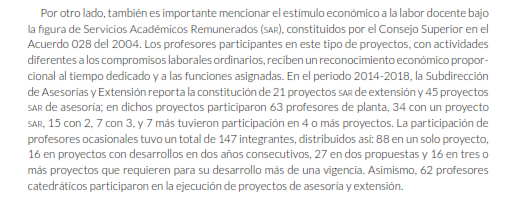 Por otro lado, también es importante mencionar el estímulo económico a la labor docente bajo
la figura de Servicios Académicos Remunerados (SAR), constituidos por el Consejo Superior en el
Acuerdo 028 del 2004. Los profesores participantes en este tipo de proyectos, con actividades
diferentes a los compromisos laborales ordinarios, reciben un reconocimiento económico propor-
cional al tiempo dedicado y a las funciones asignadas. En el periodo 2014-2018, la Subdirección
de Asesorías y Extensión reporta la constitución de 21 proyectos SAR de extensión y 45 proyectos
SAR de asesoría; en dichos proyectos participaron 63 profesores de planta, 34 con un proyecto
SAR, 15 con 2, 7 con 3, y 7 más tuvieron participación en 4 o más proyectos. La participación de
profesores ocasionales tuvo un total de 147 integrantes, distribuidos así: 88 en un solo proyecto,
16 en proyectos con desarrollos en dos años consecutivos, 27 en dos propuestas y 16 en tres o
más proyectos que requieren para su desarrollo más de una vigencia. Asimismo, 62 profesores
catedráticos participaron en la ejecución de proyectos de asesoría y extensión.